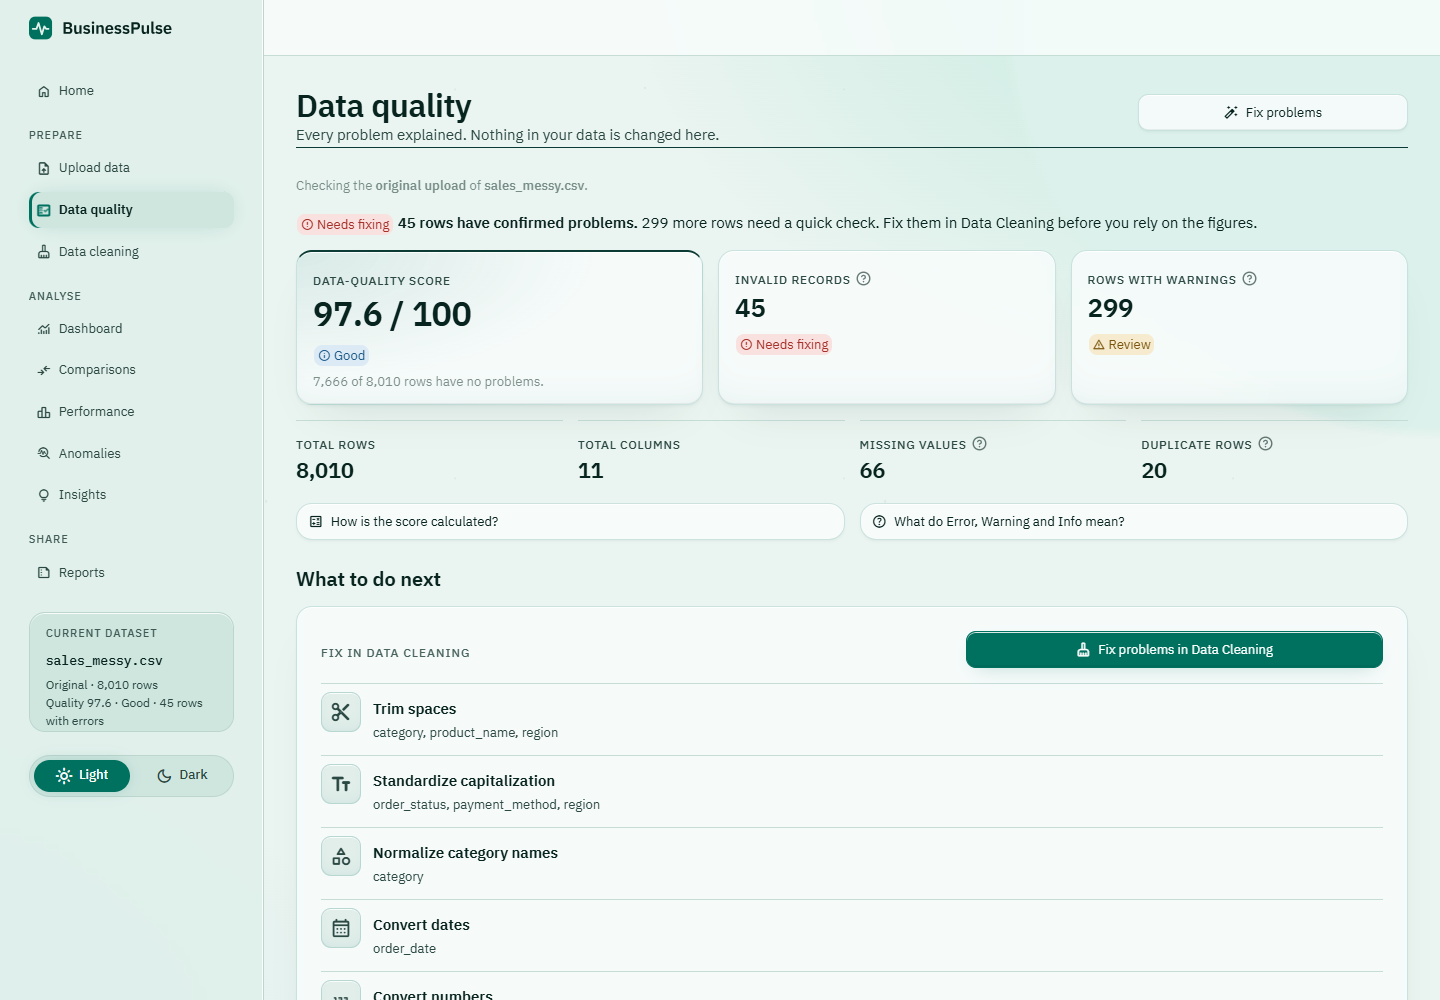 BusinessPulse
Home
PREPARE
Upload data
Data quality
Data cleaning
ANALYSE
Dashboard
Comparisons
Performance
Anomalies
Insights
SHARE
Reports
CURRENT DATASET
sales_messy.csv
Original · 8,010 rows
Quality 97.6 · Good · 45 rows
with errors
Light
Dark
Data quality
Every problem explained. Nothing in your data is changed here.
Fix problems
Checking the original upload of sales_messy.csv.
Needs fixing 45 rows have confirmed problems. 299 more rows need a quick check. Fix them in Data Cleaning before you rely on the figures.
DATA-QUALITY SCORE
97.6 / 100
Good
7,666 of 8,010 rows have no problems.
INVALID RECORDS
45
Needs fixing
ROWS WITH WARNINGS
299
Review
TOTAL ROWS
8,010
TOTAL COLUMNS
11
MISSING VALUES
66
DUPLICATE ROWS
20
How is the score calculated?
What do Error, Warning and Info mean?
What to do next
FIX IN DATA CLEANING
Fix problems in Data Cleaning
Trim spaces
category, product_name, region
Standardize capitalization
order_status, payment_method, region
Normalize category names
category
Convert dates
order_date
Convert numbers